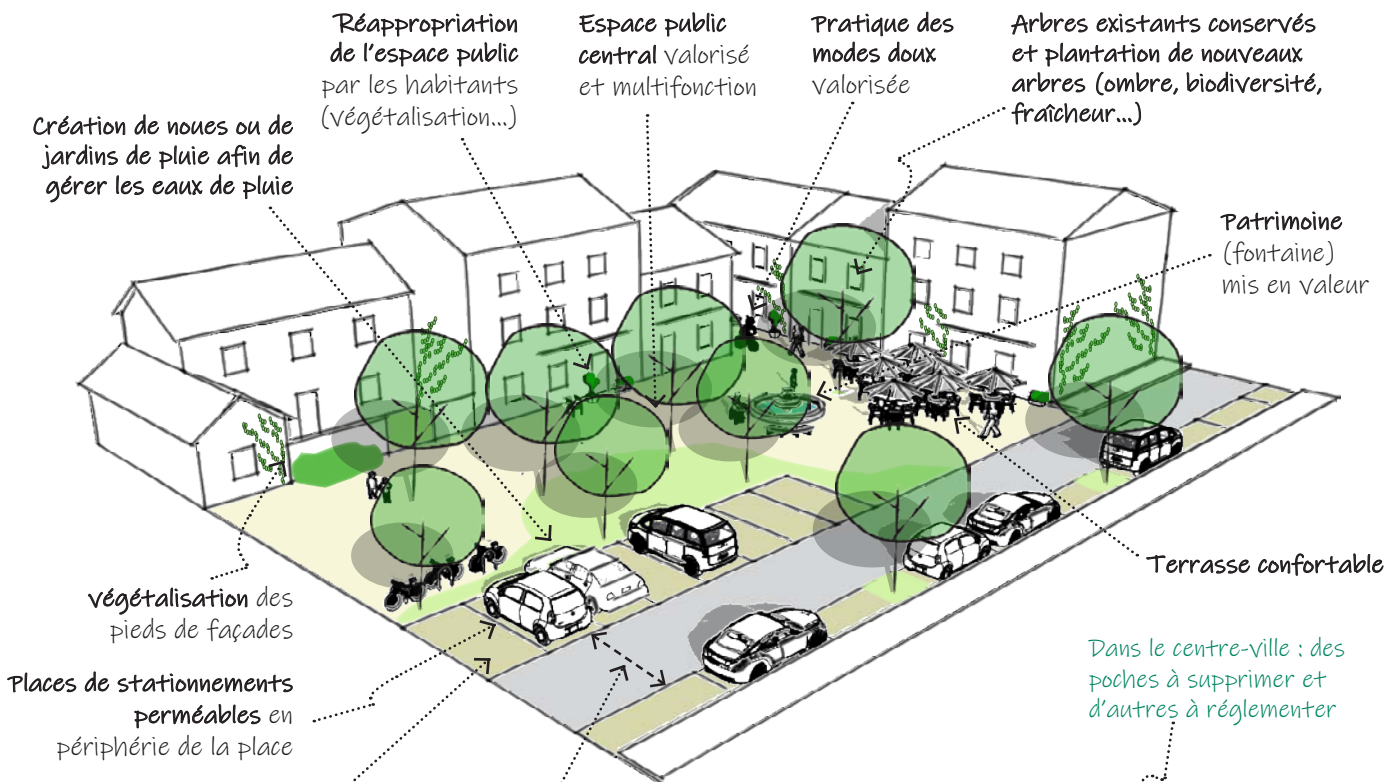 Réappropriation
de l'espace public
par les habitants
(végétalisation...)
Espace public
central valorisé
et multifonction
Pratique des
modes doux
valorisée
Arbres existants conservés
et plantation de nouveaux
arbres (ombre, biodiversité,
fraîcheur...)
Création de noues ou de
jardins de pluie afin de
gérer les eaux de pluie
Patrimoine
(fontaine)
mis en valeur
Terrasse confortable
végétalisation des
pieds de façades
Places de stationnements
perméables en
périphérie de la place
Dans le centre-ville : des
poches à supprimer et
d'autres à réglementer